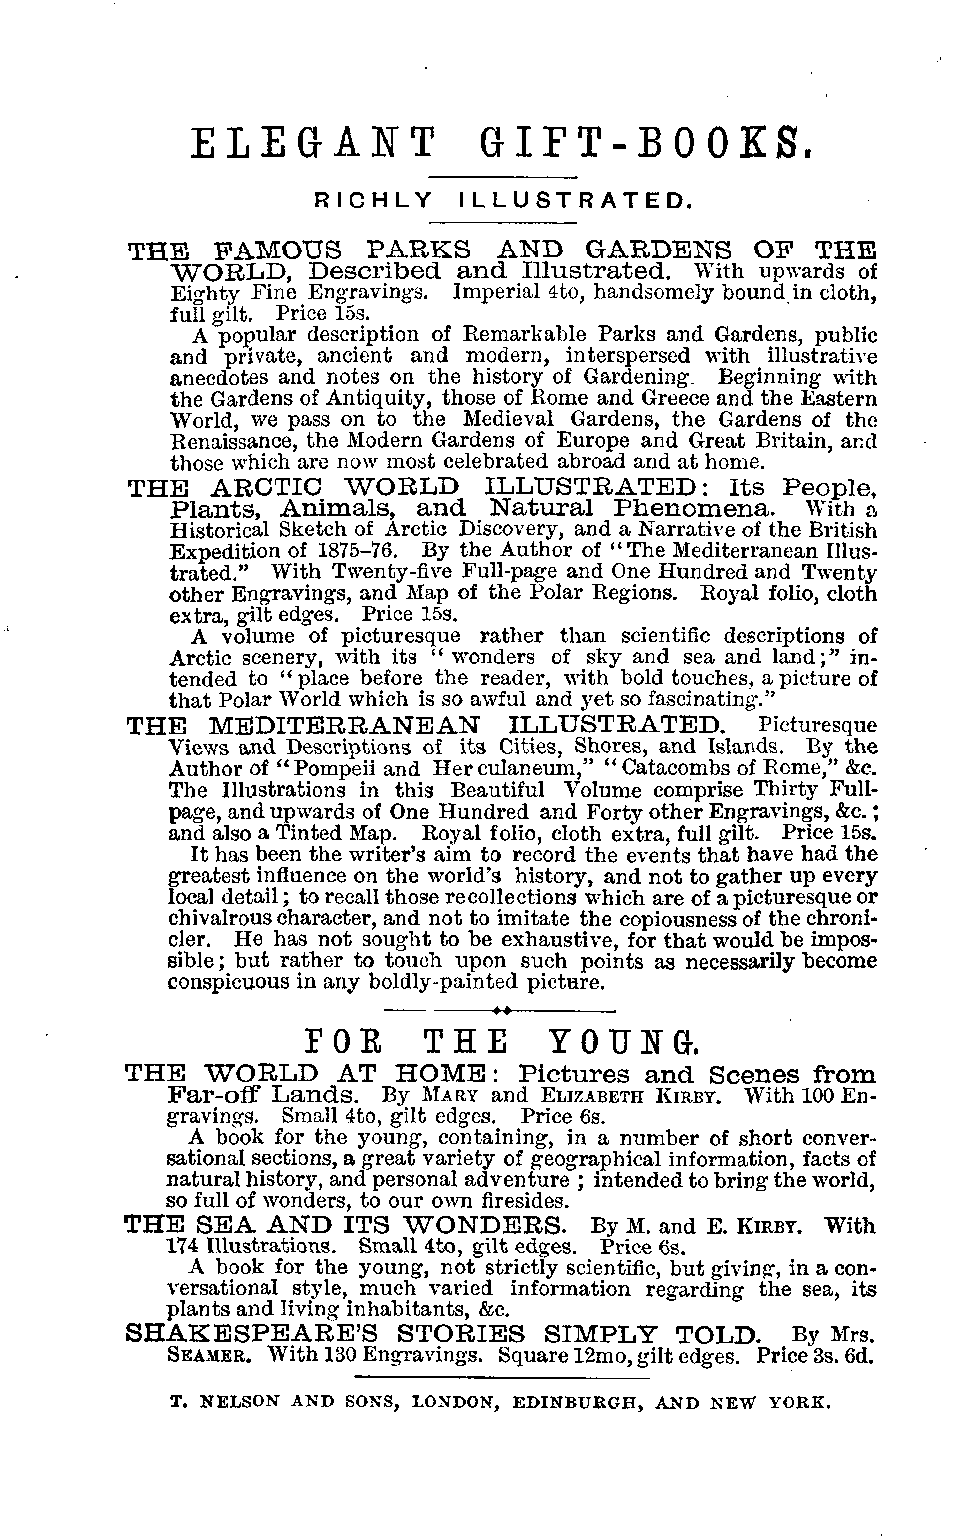 ELEGANT GIFT-BOOKS.
RICHLY ILLUSTRATED.
THE FAMOUS PARKS AND GARDENS OF THE
WORLD, Described and Illustrated. With upwards of
Eighty Fine Engravings. Imperial 4to, handsomely bound in cloth,
full gilt. Price 15s.
A popular description of Remarkable Parks and Gardens, public
and private, ancient and modern, interspersed with illustrative
anecdotes and notes on the history of Gardening. Beginning with
the Gardens of Antiquity, those of Rome and Greece and the Eastern
World, we pass on to the Medieval Gardens, the Gardens of the
Renaissance, the Modern Gardens of Europe and Great Britain, and
those which are now most celebrated abroad and at home.
THE ARCTIC WORLD ILLUSTRATED: Its People,
Plants, Animals, and Natural Phenomena. With a
Historical Sketch of Arctic Discovery, and a Narrative of the British
Expedition of 1875–76. By the Author of "The Mediterranean Illus-
trated." With Twenty-five Full-page and One Hundred and Twenty
other Engravings, and Map of the Polar Regions. Royal folio, cloth
extra, gilt edges. Price 15s.
A volume of picturesque rather than scientific descriptions of
Arctic scenery, with its "wonders of sky and sea and land;" in-
tended to "place before the reader, with bold touches, a picture of
that Polar World which is so awful and yet so fascinating."
THE MEDITERRANEAN ILLUSTRATED. Picturesque
Views and Descriptions of its Cities, Shores, and Islands. By the
Author of "Pompeii and Herculaneum," "Catacombs of Rome," &c.
The Illustrations in this Beautiful Volume comprise Thirty Full-
page, and upwards of One Hundred and Forty other Engravings, &c.;
and also a Tinted Map. Royal folio, cloth extra, full gilt. Price 15s.
It has been the writer's aim to record the events that have had the
greatest influence on the world's history, and not to gather up every
local detail; to recall those recollections which are of a picturesque or
chivalrous character, and not to imitate the copiousness of the chroni-
cler. He has not sought to be exhaustive, for that would be impos-
sible; but rather to touch upon such points as necessarily become
conspicuous in any boldly-painted picture.
FOR THE YOUNG.
THE WORLD AT HOME: Pictures and Scenes from
Far-off Lands. By MARY and ELIZABETH KIRBY. With 100 En-
gravings. Small 4to, gilt edges. Price 6s.
A book for the young, containing, in a number of short conver-
sational sections, a great variety of geographical information, facts of
natural history, and personal adventure; intended to bring the world,
so full of wonders, to our own firesides.
THE SEA AND ITS WONDERS. By M. and E. KIRBY. With
174 Illustrations. Small 4to, gilt edges. Price 6s.
A book for the young, not strictly scientific, but giving, in a con-
versational style, much varied information regarding the sea, its
plants and living inhabitants, &c.
SHAKESPEARE'S STORIES SIMPLY TOLD. By Mrs.
SEAMER. With 130 Engravings. Square 12mo, gilt edges. Price 3s. 6d.
T. NELSON AND SONS, LONDON, EDINBURGH, AND NEW YORK.